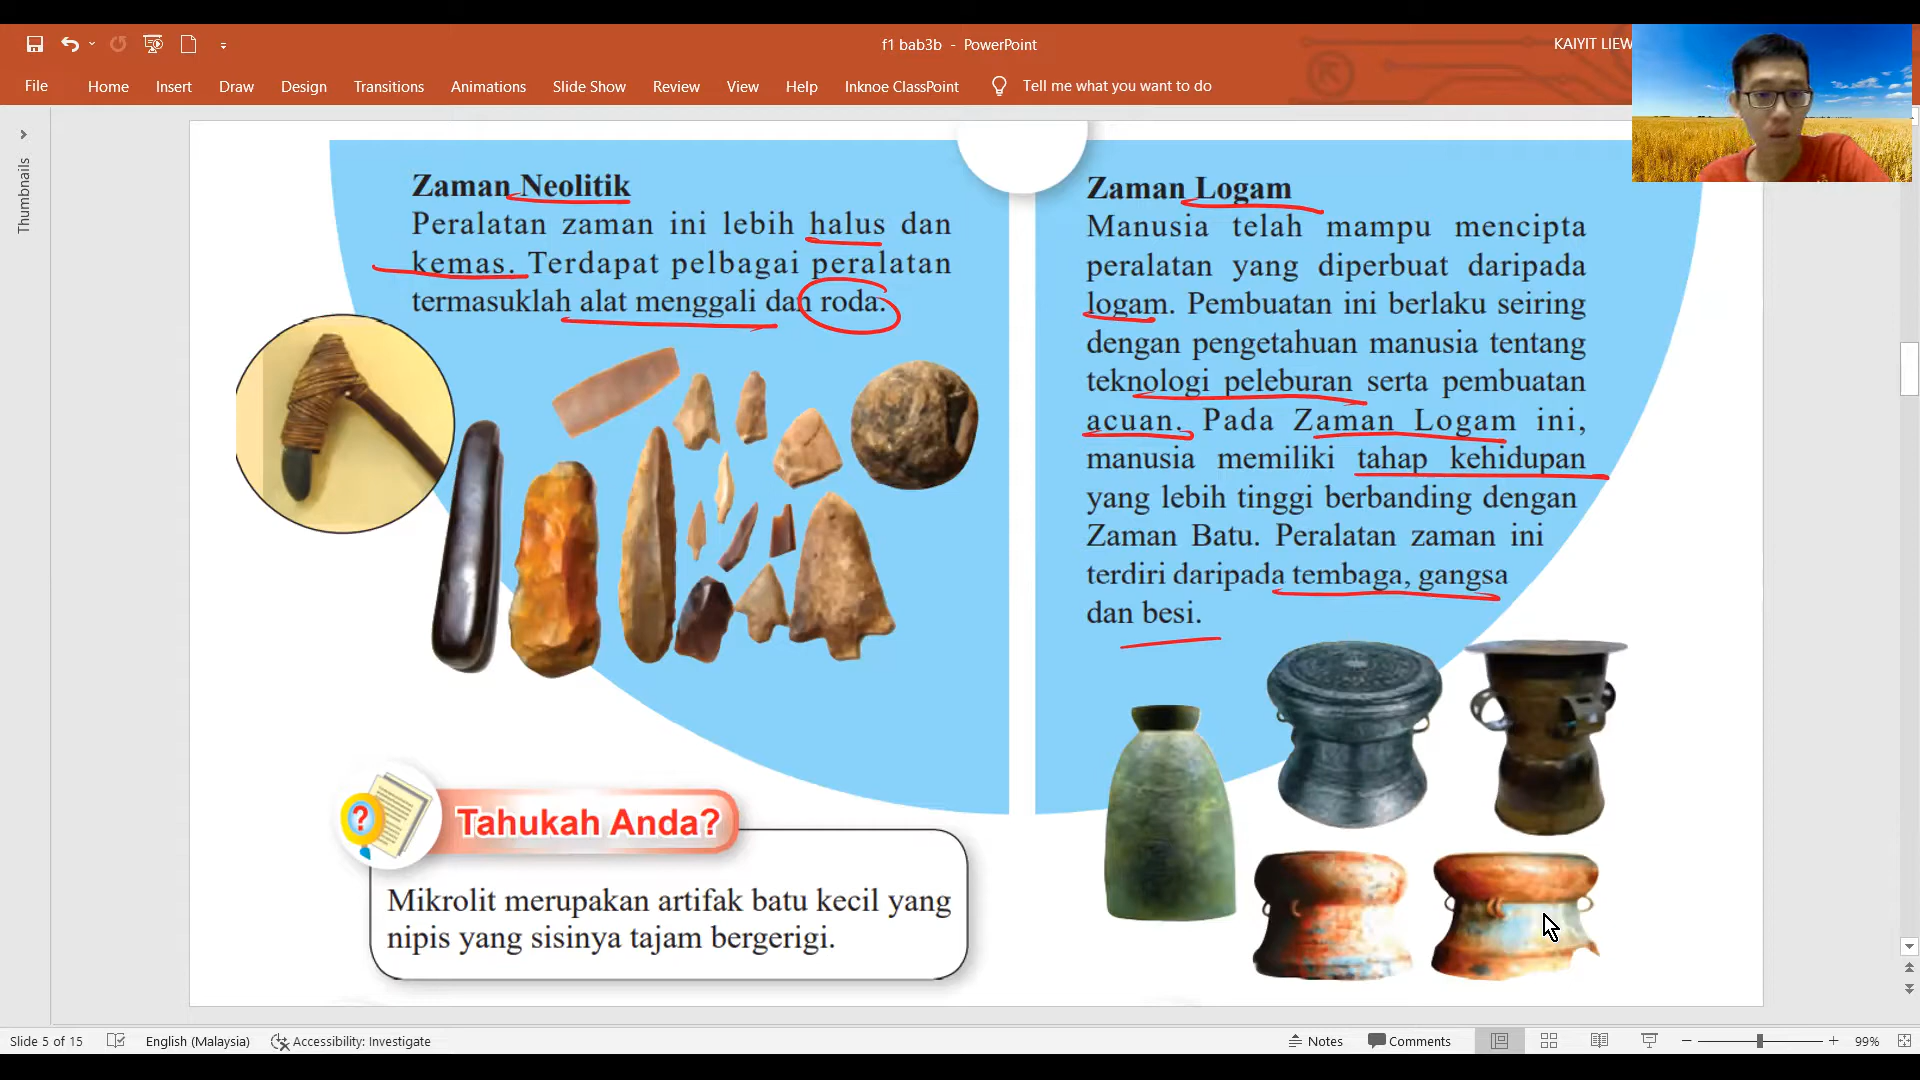 f1 bab3b - PowerPoint
KAIYIT LIEW
File
Home
Insert
Draw
Design
Transitions
Animations
Slide Show
Review
View
Help
Inknoe ClassPoint
Tell me what you want to do
Thumbnails
Zaman Neolitik
Peralatan zaman ini lebih halus dan
kemas. Terdapat pelbagai peralatan
termasuklah alat menggali dan roda.
Tahukah Anda?
Mikrolit merupakan artifak batu kecil yang
nipis yang sisinya tajam bergerigi.
Zaman Logam
Manusia telah mampu mencipta
peralatan yang diperbuat daripada
logam. Pembuatan ini berlaku seiring
dengan pengetahuan manusia tentang
teknologi peleburan serta pembuatan
acuan. Pada Zaman Logam ini,
manusia memiliki tahap kehidupan
yang lebih tinggi berbanding dengan
Zaman Batu. Peralatan zaman ini
terdiri daripada tembaga, gangsa
dan besi.
Slide 5 of 15
English (Malaysia)
Accessibility: Investigate
Notes
Comments
99%